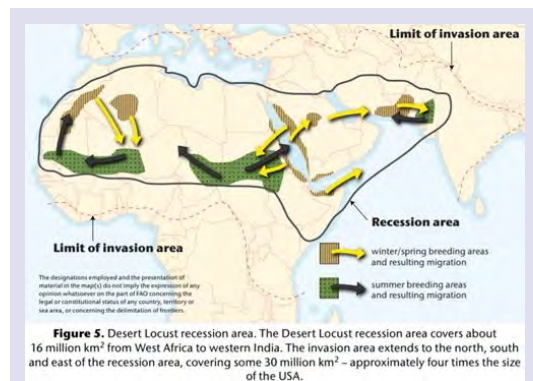 Limit of invasion area
Recession area
Limit of invasion area
winter/spring breeding areas
and resulting migration
summer breeding areas
and resulting migration
The designations employed and the presentation of
material in the map(s) do not imply the expression of any
opinion whatsoever on the part of FAO concerning the
legal or constitutional status of any country, territory or
sea area, or concerning the delimitation of frontiers.
Figure 5. Desert Locust recession area. The Desert Locust recession area covers about
16 million km² from West Africa to western India. The invasion area extends to the north, south
and east of the recession area, covering some 30 million km² – approximately four times the size
of the USA.